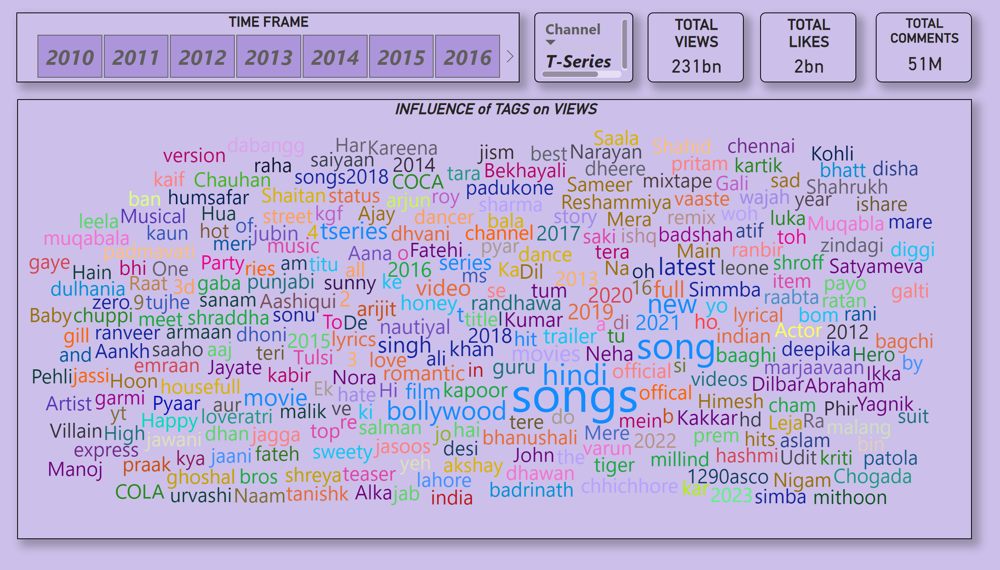 TIME FRAME
2010 2011 2012 2013 2014 2015 2016
Channel
T-Series
TOTAL
VIEWS
231bn
TOTAL
LIKES
2bn
TOTAL
COMMENTS
51M
INFLUENCE of TAGS on VIEWS
Saala
dabangg Har Kareena Shahid chennai
version saiyaan jism best Narayan Kohli
raha 2014 pritam kartik
songs2018 tara Bekhayali dheere bhatt disha
kaif Chauhan COCA Sameer mixtape Gali sad Shahrukh
ban humsafar Shaitan status arjun roy padukone wajah year
sharma Reshammiya vaaste ishare
leela Musical Hua street kgf Ajay dancer bala story Mera remix woh luka Muqabla mare
muqabala kaun hot of jubin 4 tseries dhvani channel 2017 saki ishq badshah atif toh
padmavati meri music Aana o Fatehi pyar dance tera Main ranbir zindagi diggi
gaye Hain bhi One Party ries am titu all 2016 series ms Ka Dil 2013 Na oh latest leone shroff Satyameva
dulhania Raat 3d gaba punjabi sunny ke video se tum 2020 16 full Simmba item payo galti
zero 9 tujhe sanam Aashiqui 2 arijit honey randhawa 2019 new yo raabta ratan
Baby chuppi meet shraddha sonu To De nautiyal t title l Kumar a di 2021 ho lyrical bom rani
gill ranveer armaan dhoni 2015 lyrics singh 2018 hit trailer tu song indian Actor 2012 bagchi
and Aankh saaho aaj teri Tulsi 3 love ali khan movies Neha baaghi deepika Hero by
emraan Jayate kabir Nora romantic in guru hindi official si marjaavaan Ikka
Pehli jassi Hoon housefull Ek hate Hi film kapoor songs offical videos Dilbar Abraham
Artist garmi Pyaar aur movie malik ve ki bollywood Himesh cham Phir Yagnik
yt Happy loveratri re salman tere do mein b Kakkar hd Leja Ra malang suit
Villain High jawani dhan jagga top jo hai bhanushali Mere 2022 prem hits aslam bin
express kya jaani fateh sweety jasoos desi John the varun millind hashmi Udit kriti patola
Manoj praak ghoshal bros shreya teaser yeh akshay dhawan tiger 1290asco Nigam Chogada
COLA urvashi Naam tanishk Alka jab lahore india badrinath chhichhore kar 2023 simba mithoon